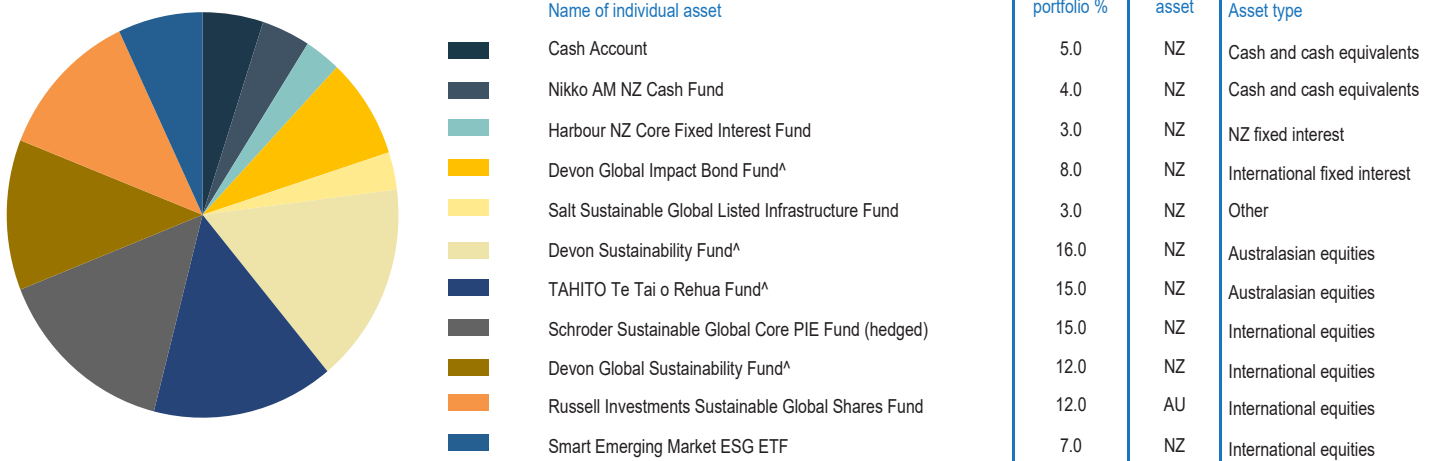 Name of individual asset portfolio % asset Asset type
Cash Account 5.0 NZ Cash and cash equivalents
Nikko AM NZ Cash Fund 4.0 NZ Cash and cash equivalents
Harbour NZ Core Fixed Interest Fund 3.0 NZ NZ fixed interest
Devon Global Impact Bond Fund^ 8.0 NZ International fixed interest
Salt Sustainable Global Listed Infrastructure Fund 3.0 NZ Other
Devon Sustainability Fund^ 16.0 NZ Australasian equities
TAHITO Te Tai o Rehua Fund^ 15.0 NZ Australasian equities
Schroder Sustainable Global Core PIE Fund (hedged) 15.0 NZ International equities
Devon Global Sustainability Fund^ 12.0 NZ International equities
Russell Investments Sustainable Global Shares Fund 12.0 AU International equities
Smart Emerging Market ESG ETF 7.0 NZ International equities